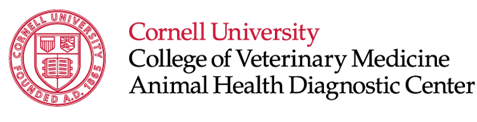 CORNELL UNIVERSITY
FOUNDED A.D. 1865
Cornell University
College of Veterinary Medicine
Animal Health Diagnostic Center